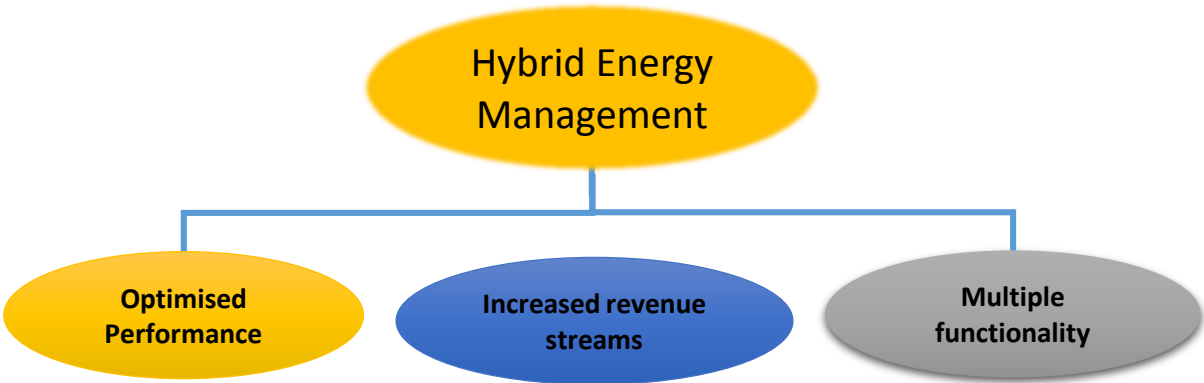 Hybrid Energy
Management
Optimised
Performance
Increased revenue
streams
Multiple
functionality